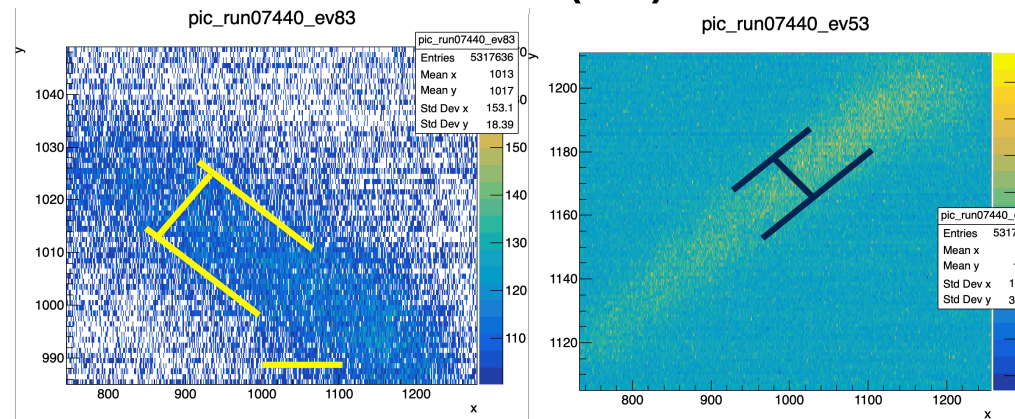 pic_run07440_ev83
pic_run07440_ev83
Entries 5317636
Mean x 1013
Mean y 1017
Std Dev x 153.1
Std Dev y 18.39
y
1040
1030
1020
1010
1000
990
800
900
1000
1100
1200
x
150
140
130
120
110
pic_run07440_ev53
y
1200
1180
1160
1140
1120
800
900
1000
1100
1200
x
pic_run07440_
Entries 5317
Mean x
Mean y
Std Dev x 1
Std Dev y 3